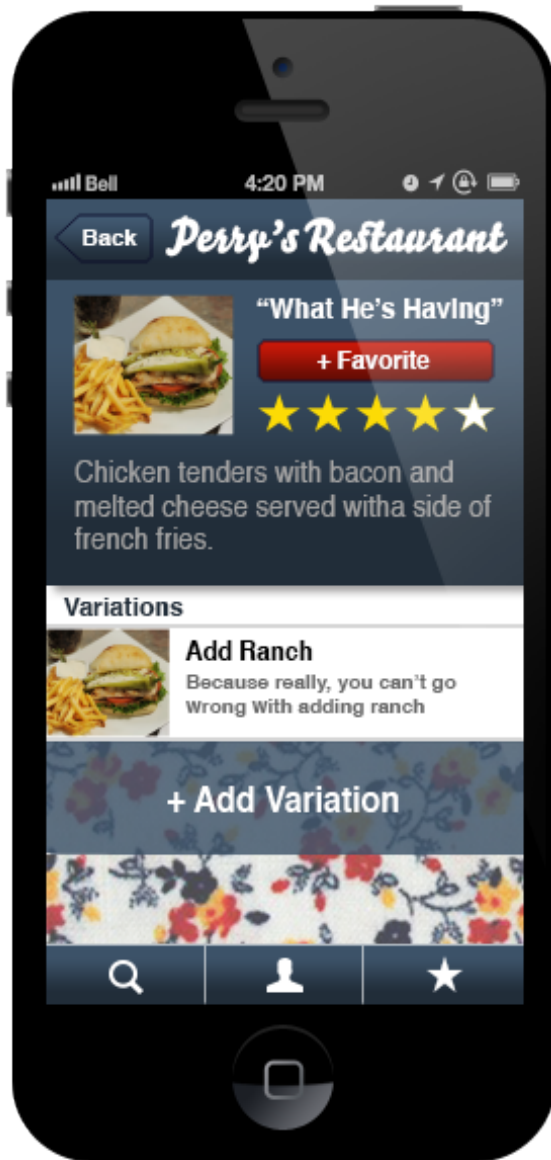 Bell 4:20 PM
Back Perry's Restaurant
“What He's Having”
+ Favorite
Chicken tenders with bacon and
melted cheese served witha side of
french fries.
Variations
Add Ranch
Because really, you can't go
wrong with adding ranch
+ Add Variation